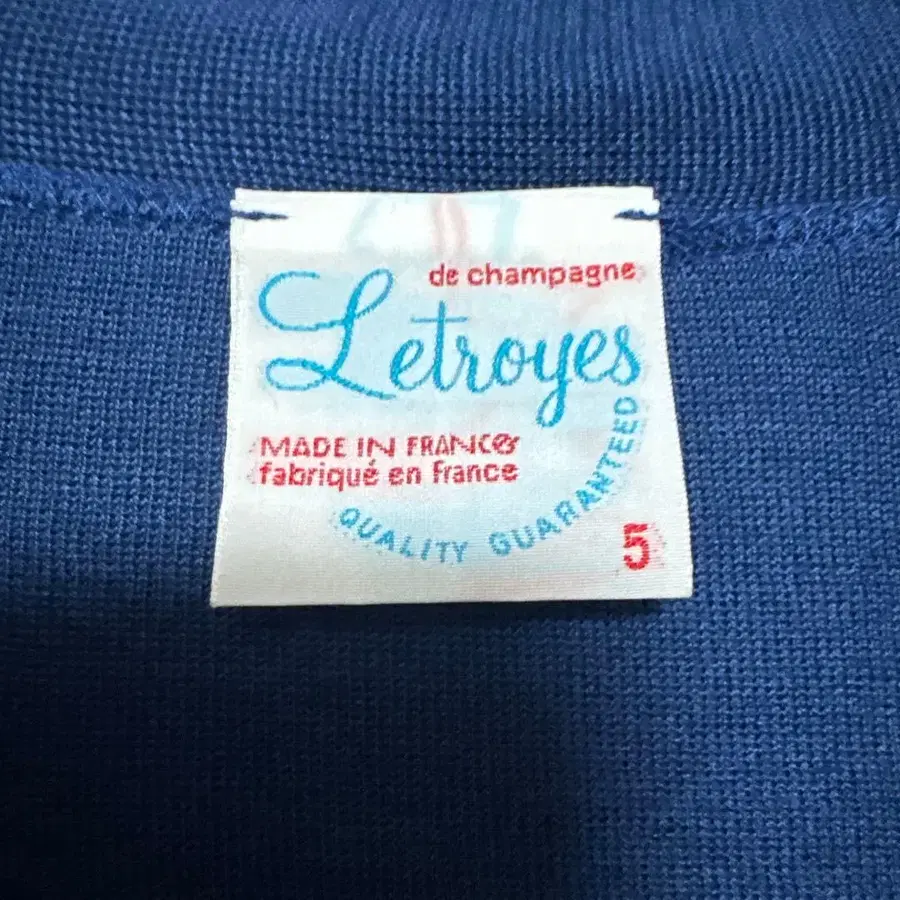 de champagne
Letroyes
MADE IN FRANCE
fabriqué en france
QUALITY GUARANTEED
5